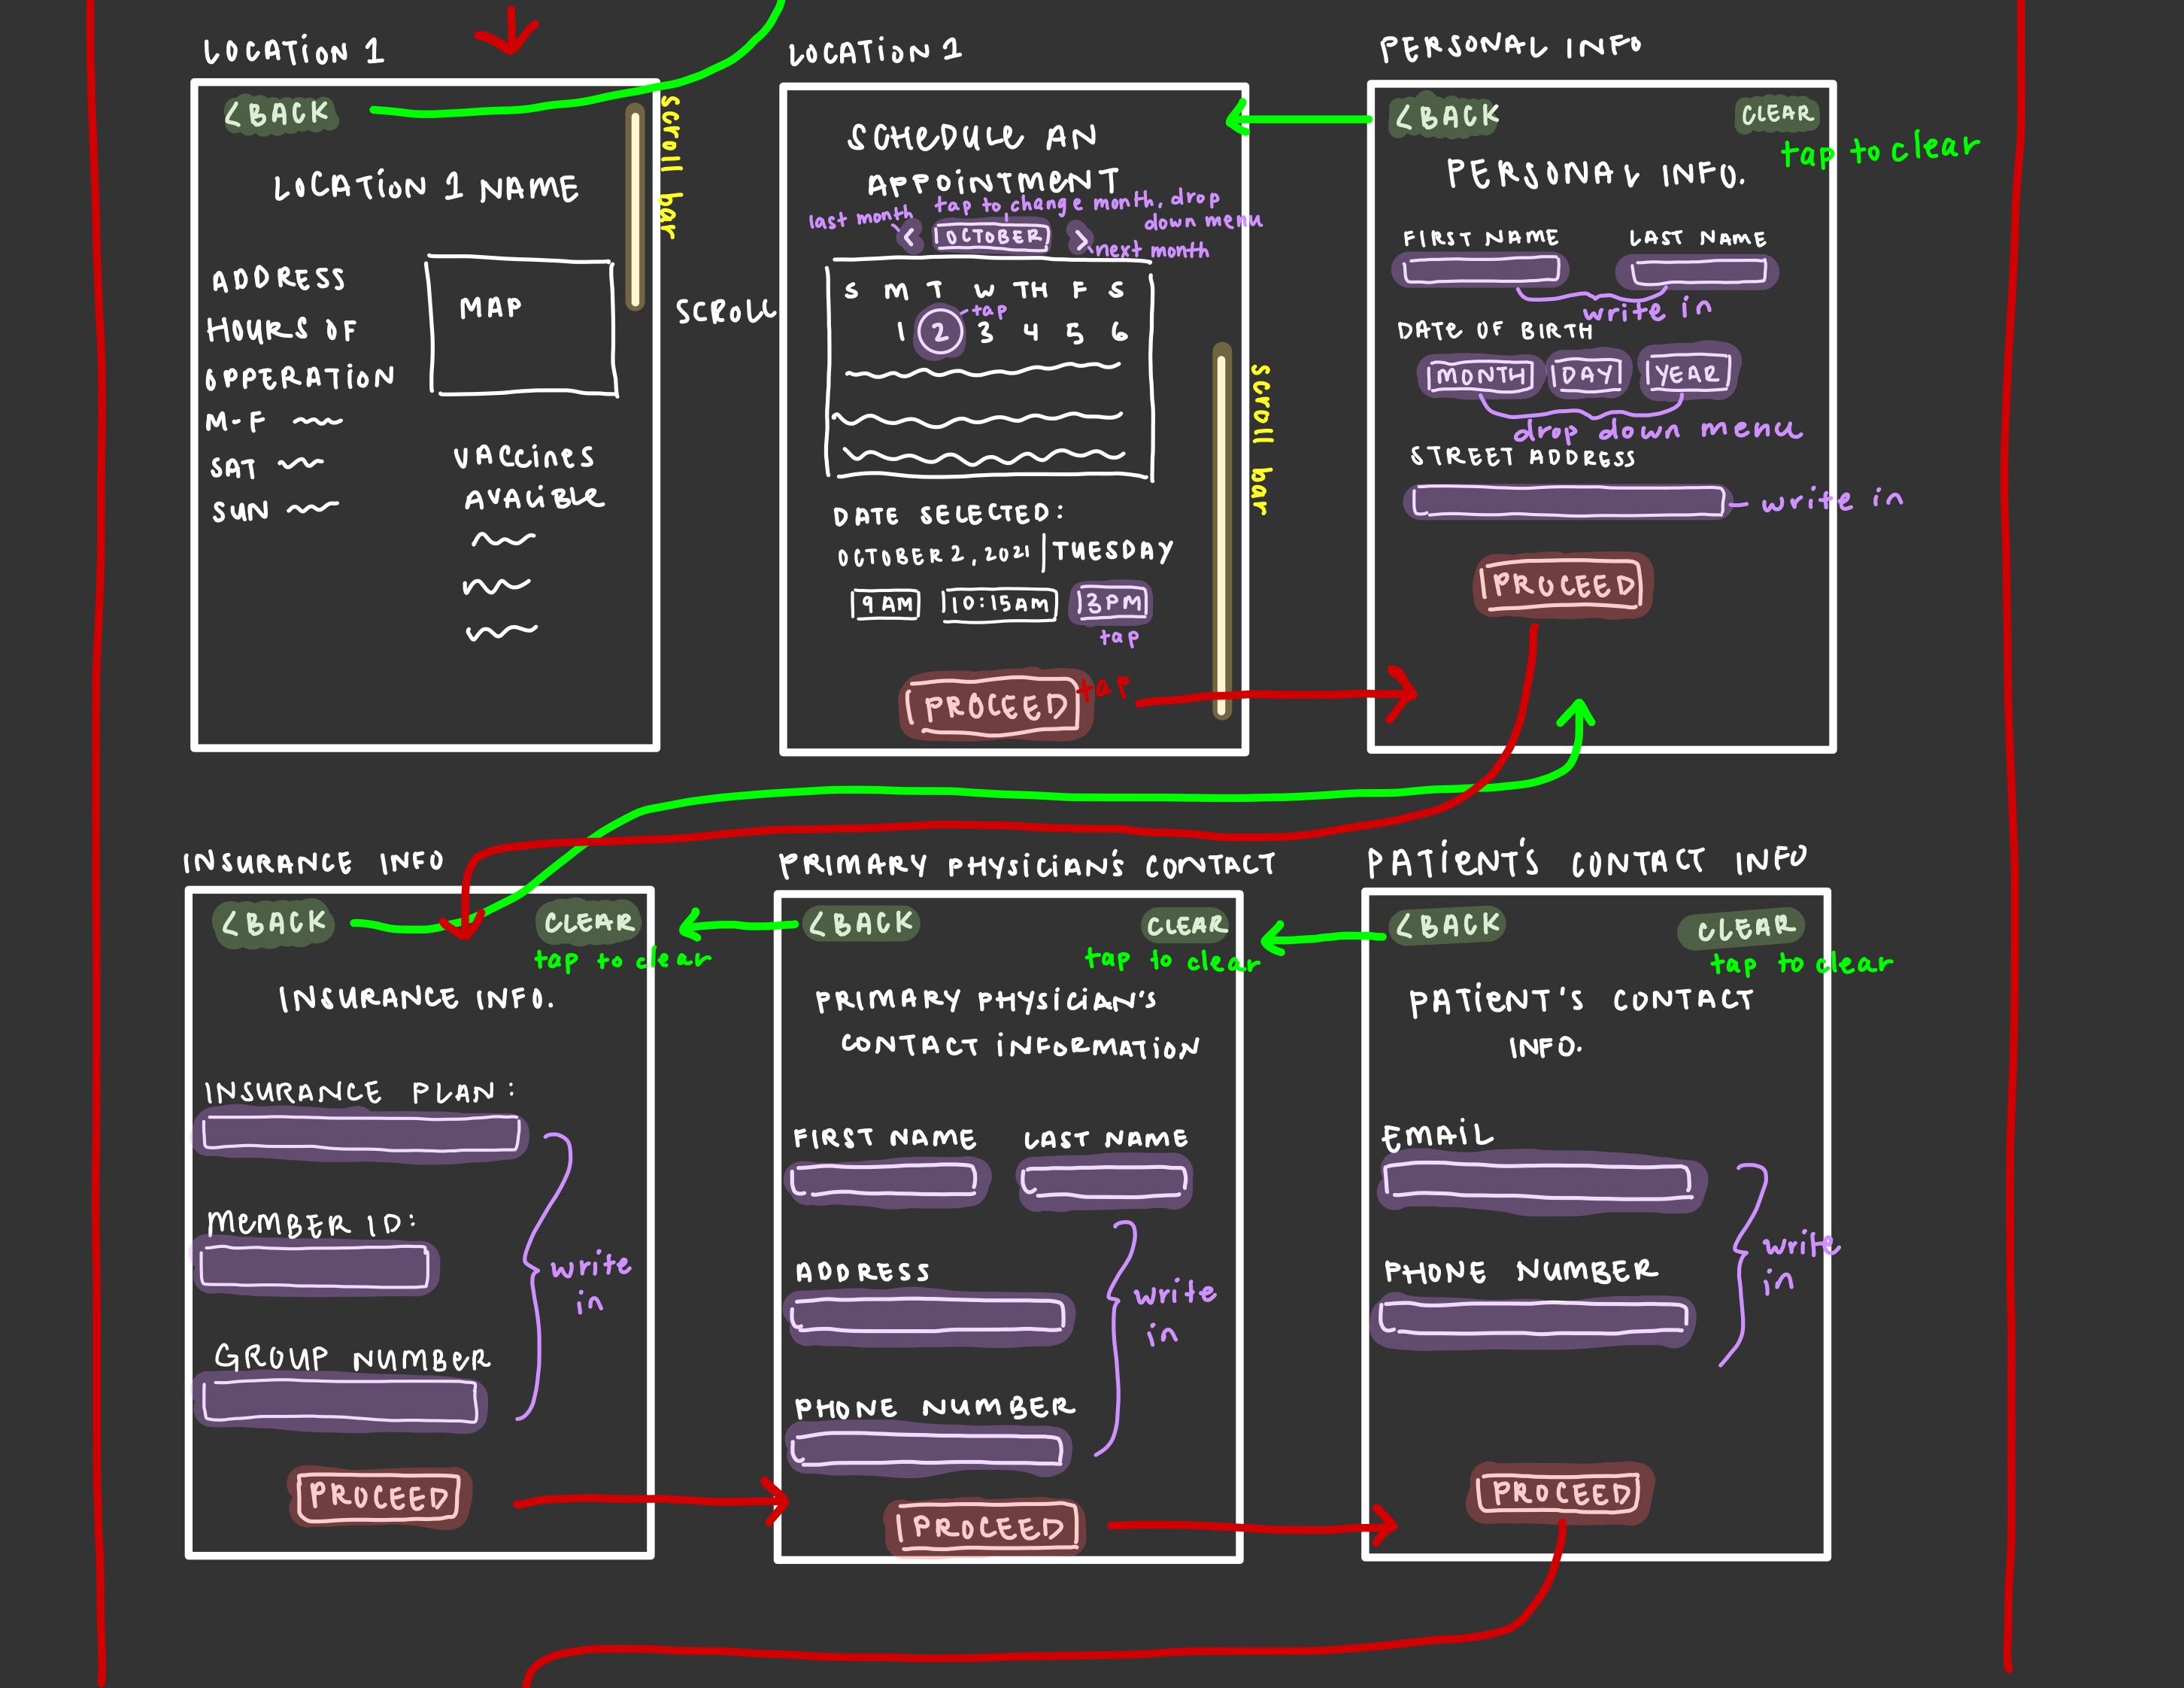 LOCATION 1
<BACK
LOCATION 1 NAME
ADDRESS
HOURS OF
OPPERATION
M-F
SAT
SUN
MAP
VACCINES
AVACIBLE
scroll bar
SCROLL
LOCATION 1
SCHEDULE AN
APPOINTMENT
last month
tap to change month, drop
down menu
< OCTOBER >
next month
S M T W TH F S
tap
1 2 3 4 5 6
DATE SELECTED:
OCTOBER 2, 2021 | TUESDAY
9 AM 10:15AM 3PM
tap
PROCEED
tap
scroll bar
PERSONAL INFO
<BACK CLEAR
tap to clear
PERSONAL INFO.
FIRST NAME LAST NAME
write in
DATE OF BIRTH
MONTH DAY YEAR
drop down menu
STREET ADDRESS
write in
PROCEED
INSURANCE INFO
<BACK CLEAR
tap to clear
INSURANCE INFO.
INSURANCE PLAN:
MEMBER ID:
write
in
GROUP NUMBER
PROCEED
PRIMARY PHYSICIAN'S CONTACT
<BACK CLEAR
tap to clear
PRIMARY PHYSICIAN'S
CONTACT INFORMATION
FIRST NAME LAST NAME
ADDRESS
write
in
PHONE NUMBER
PROCEED
PATIENT'S CONTACT INFO
<BACK CLEAR
tap to clear
PATIENT'S CONTACT
INFO.
EMAIL
write
in
PHONE NUMBER
PROCEED